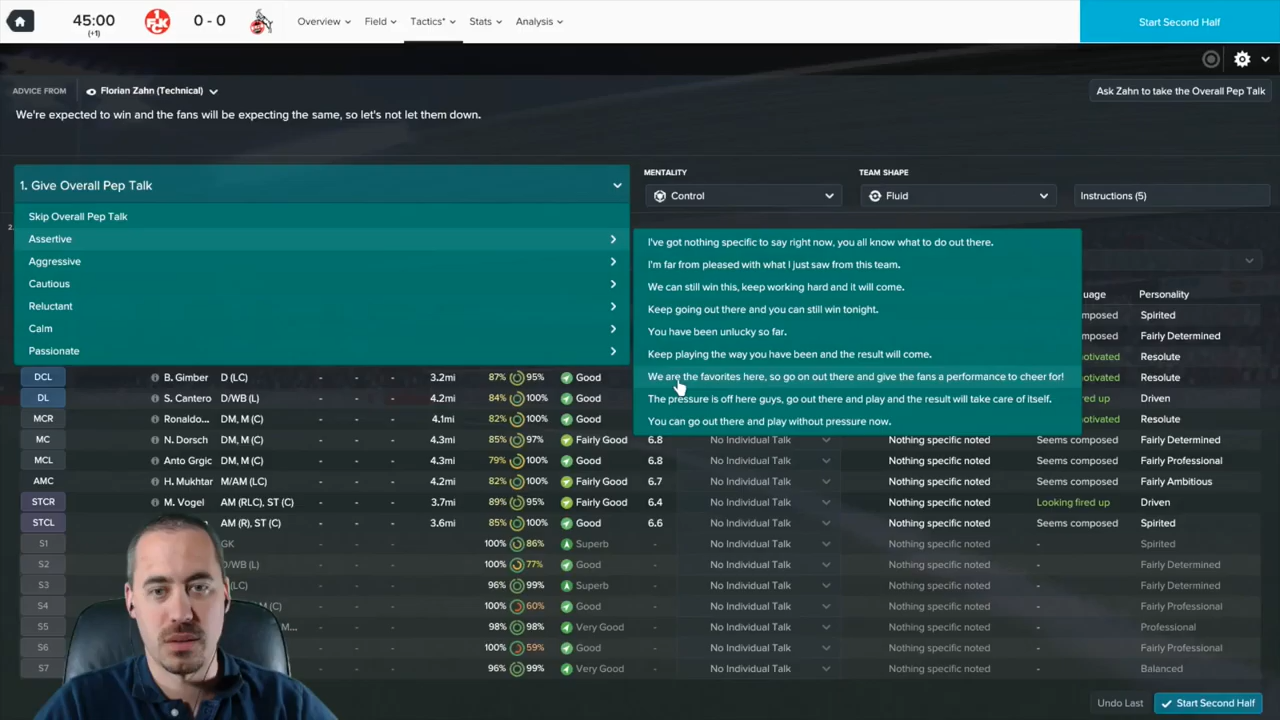 45:00
(+1)
1.FCK
0 - 0
Overview
Field
Tactics*
Stats
Analysis
Start Second Half
ADVICE FROM
Florian Zahn (Technical)
Ask Zahn to take the Overall Pep Talk
We're expected to win and the fans will be expecting the same, so let's not let them down.
1. Give Overall Pep Talk
MENTALITY
Control
TEAM SHAPE
Fluid
Instructions (5)
Skip Overall Pep Talk
Assertive
Aggressive
Cautious
Reluctant
Calm
Passionate
2.
I've got nothing specific to say right now, you all know what to do out there.
I'm far from pleased with what I just saw from this team.
We can still win this, keep working hard and it will come.
Keep going out there and you can still win tonight.
You have been unlucky so far.
Keep playing the way you have been and the result will come.
We are the favorites here, so go on out there and give the fans a performance to cheer for!
The pressure is off here guys, go out there and play and the result will take care of itself.
You can go out there and play without pressure now.
uage Personality
omposed Spirited
omposed Fairly Determined
otivated Resolute
DCL B. Gimber D (LC) - - - 3.2mi 87% 95% Good otivated Resolute
DL S. Cantero D/WB (L) - - - 4.2mi 84% 100% Good red up Driven
MCR Ronaldo... DM, M (C) - - - 4.1mi 82% 100% Good otivated Resolute
MC N. Dorsch DM, M (C) - - - 4.3mi 85% 97% Fairly Good 6.8 No Individual Talk Nothing specific noted Seems composed Fairly Determined
MCL Anto Grgic DM, M (C) - - - 4.3mi 79% 100% Good 6.8 No Individual Talk Nothing specific noted Seems composed Fairly Professional
AMC H. Mukhtar M/AM (LC) - - - 4.2mi 82% 100% Fairly Good 6.7 No Individual Talk Nothing specific noted Seems composed Fairly Ambitious
STCR M. Vogel AM (RLC), ST (C) - - - 3.7mi 89% 95% Fairly Good 6.4 No Individual Talk Nothing specific noted Looking fired up Driven
STCL AM (R), ST (C) - - - 3.6mi 85% 100% Good 6.6 No Individual Talk Nothing specific noted Seems composed Spirited
S1 GK 100% 86% Superb - No Individual Talk Nothing specific noted - Spirited
S2 D/WB (L) 100% 77% Good - No Individual Talk Nothing specific noted - Fairly Determined
S3 (LC) 96% 99% Superb - No Individual Talk Nothing specific noted - Fairly Determined
S4 (C) 100% 60% Good - No Individual Talk Nothing specific noted - Fairly Professional
S5 M... 98% 98% Very Good - No Individual Talk Nothing specific noted - Professional
S6 100% 59% Good - No Individual Talk Nothing specific noted - Fairly Professional
S7 96% 99% Very Good - No Individual Talk Nothing specific noted - Balanced
Undo Last
Start Second Half